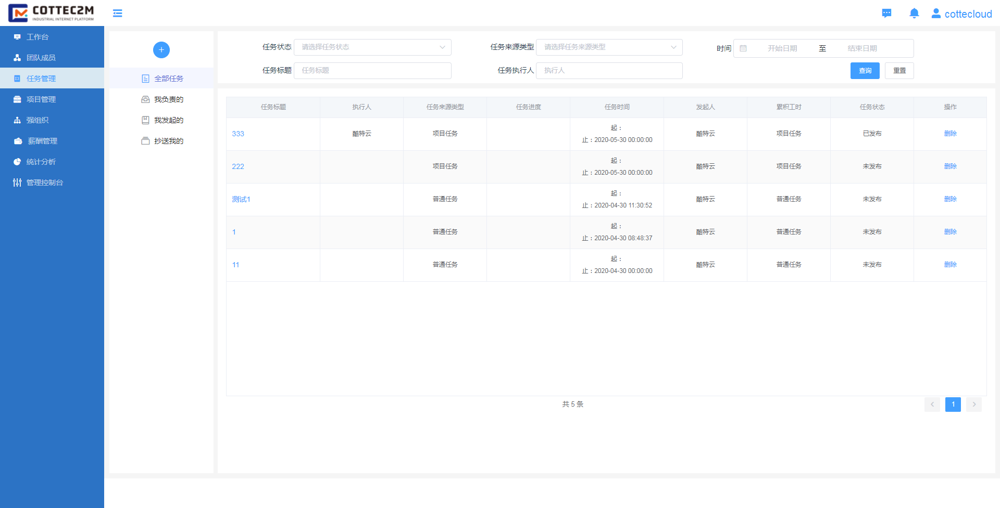 COTTEC2M
INDUSTRIAL INTERNET PLATFORM
cottecloud
工作台
团队成员
任务管理
项目管理
强组织
薪酬管理
统计分析
管理控制台
全部任务
我负责的
我发起的
抄送我的
任务状态 请选择任务状态 任务来源类型 请选择任务来源类型 时间 开始日期 至 结束日期
任务标题 任务标题 任务执行人 执行人 查询 重置
任务标题 执行人 任务来源类型 任务进度 任务时间 发起人 累积工时 任务状态 操作
333 酷特云 项目任务 起：
止：2020-05-30 00:00:00 酷特云 项目任务 已发布 删除
222 项目任务 起：
止：2020-05-30 00:00:00 酷特云 项目任务 未发布 删除
测试1 普通任务 起：
止：2020-04-30 11:30:52 酷特云 普通任务 未发布 删除
1 普通任务 起：
止：2020-04-30 08:48:37 酷特云 普通任务 未发布 删除
11 普通任务 起：
止：2020-04-30 00:00:00 酷特云 普通任务 未发布 删除
共 5 条 1